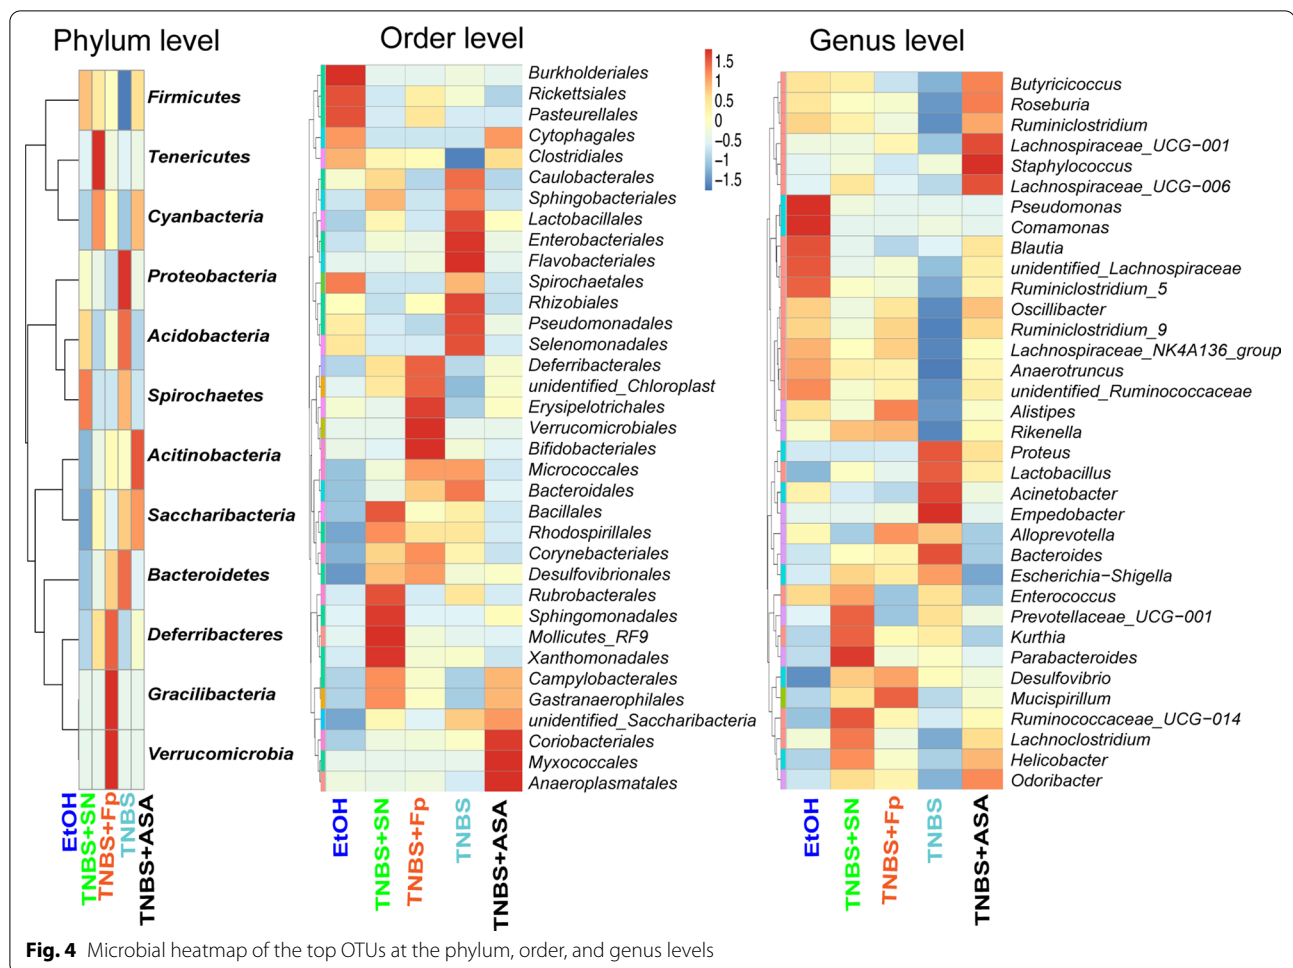 Phylum level
Order level
Genus level
Firmicutes
Tenericutes
Cyanbacteria
Proteobacteria
Acidobacteria
Spirochaetes
Acitinobacteria
Saccharibacteria
Bacteroidetes
Deferribacteres
Gracilibacteria
Verrucomicrobia
EtOH
TNBS+SN
TNBS+Fp
TNBS
TNBS+ASA
Burkholderiales
Rickettsiales
Pasteurellales
Cytophagales
Clostridiales
Caulobacterales
Sphingobacteriales
Lactobacillales
Enterobacteriales
Flavobacteriales
Spirochaetales
Rhizobiales
Pseudomonadales
Selenomonadales
Deferribacterales
unidentified_Chloroplast
Erysipelotrichales
Verrucomicrobiales
Bifidobacteriales
Micrococcales
Bacteroidales
Bacillales
Rhodospirillales
Corynebacteriales
Desulfovibrionales
Rubrobacterales
Sphingomonadales
Mollicutes_RF9
Xanthomonadales
Campylobacterales
Gastranaerophilales
unidentified_Saccharibacteria
Coriobacteriales
Myxococcales
Anaeroplasmatales
EtOH
TNBS+SN
TNBS+Fp
TNBS
TNBS+ASA
1.5
1
0.5
0
−0.5
−1
−1.5
Butyricicoccus
Roseburia
Ruminiclostridium
Lachnospiraceae_UCG−001
Staphylococcus
Lachnospiraceae_UCG−006
Pseudomonas
Comamonas
Blautia
unidentified_Lachnospiraceae
Ruminiclostridium_5
Oscillibacter
Ruminiclostridium_9
Lachnospiraceae_NK4A136_group
Anaerotruncus
unidentified_Ruminococcaceae
Alistipes
Rikenella
Proteus
Lactobacillus
Acinetobacter
Empedobacter
Alloprevotella
Bacteroides
Escherichia−Shigella
Enterococcus
Prevotellaceae_UCG−001
Kurthia
Parabacteroides
Desulfovibrio
Mucispirillum
Ruminococcaceae_UCG−014
Lachnoclostridium
Helicobacter
Odoribacter
EtOH
TNBS+SN
TNBS+Fp
TNBS
TNBS+ASA
Fig. 4 Microbial heatmap of the top OTUs at the phylum, order, and genus levels